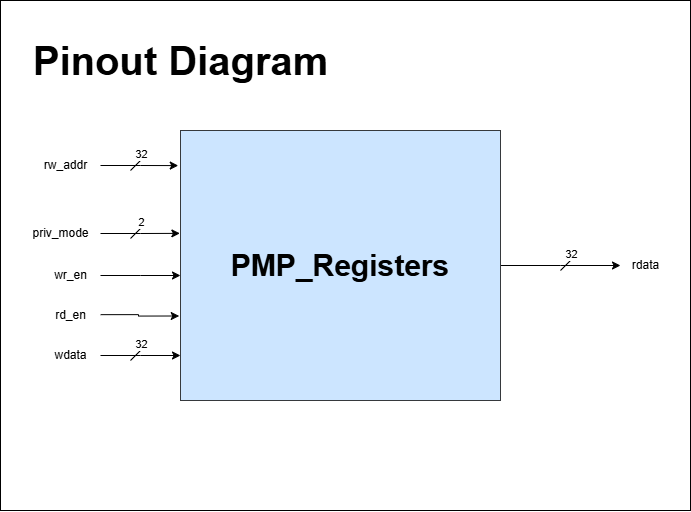 Pinout Diagram
32
rw_addr
2
priv_mode
wr_en
PMP_Registers
32
rdata
rd_en
32
wdata